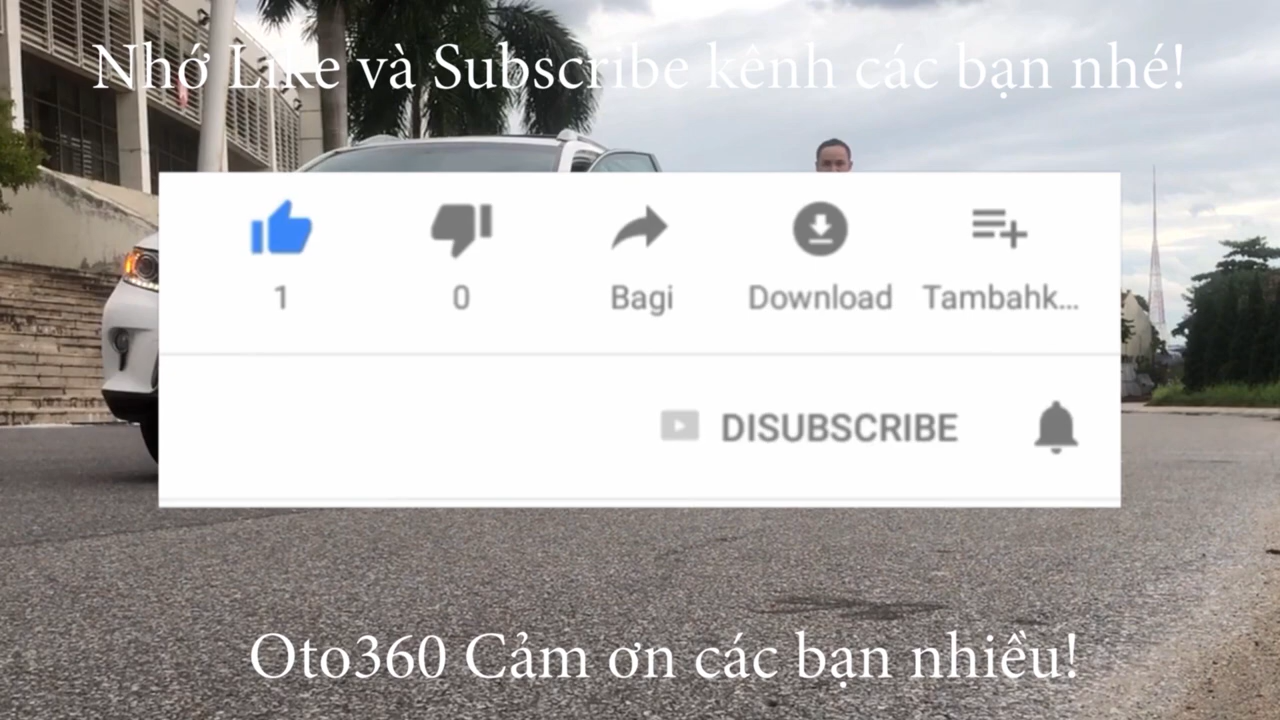 Nhớ Like và Subscribe kênh các bạn nhé!
1 0 Bagi Download Tambahk...
DISUBSCRIBE
Oto360 Cảm ơn các bạn nhiều!